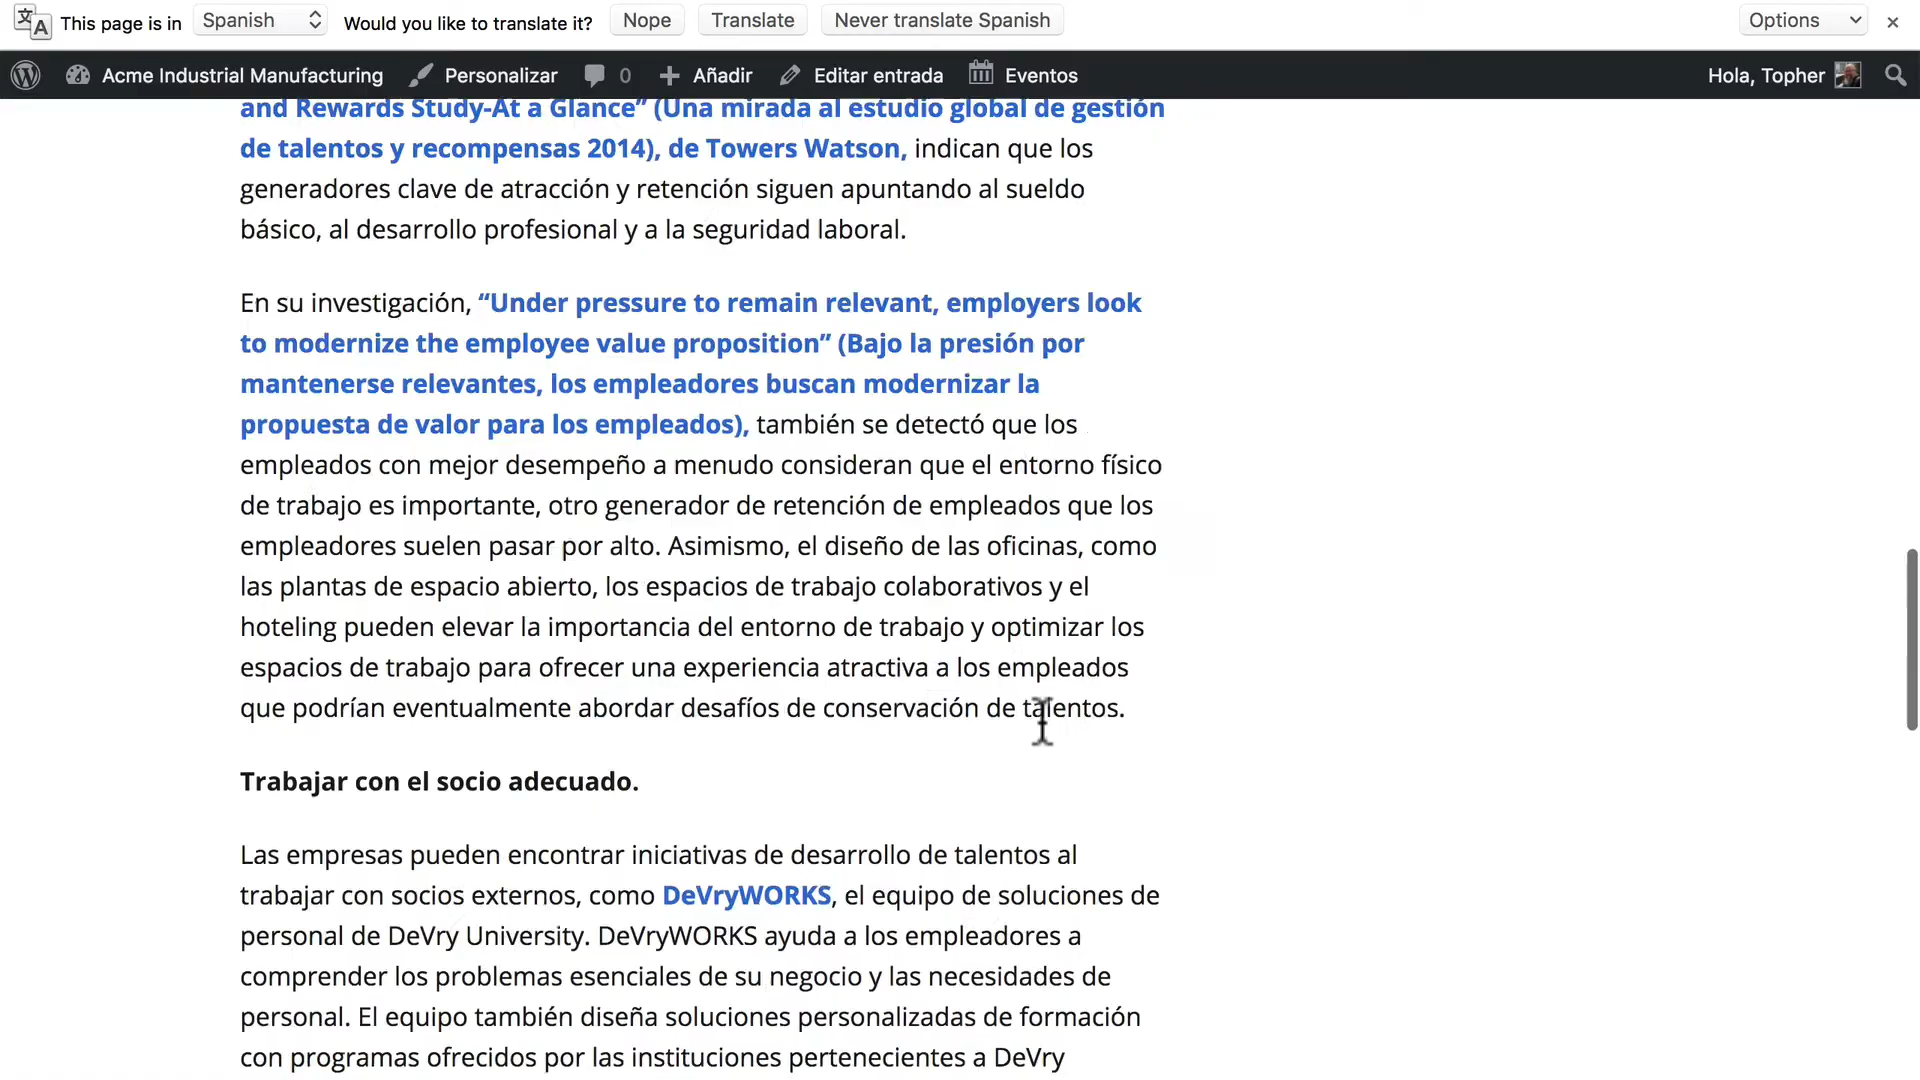 This page is in Spanish Would you like to translate it? Nope Translate Never translate Spanish Options
Acme Industrial Manufacturing Personalizar 0 Añadir Editar entrada Eventos Hola, Topher
and Rewards Study-At a Glance” (Una mirada al estudio global de gestión
de talentos y recompensas 2014), de Towers Watson, indican que los
generadores clave de atracción y retención siguen apuntando al sueldo
básico, al desarrollo profesional y a la seguridad laboral.
En su investigación, “Under pressure to remain relevant, employers look
to modernize the employee value proposition” (Bajo la presión por
mantenerse relevantes, los empleadores buscan modernizar la
propuesta de valor para los empleados), también se detectó que los
empleados con mejor desempeño a menudo consideran que el entorno físico
de trabajo es importante, otro generador de retención de empleados que los
empleadores suelen pasar por alto. Asimismo, el diseño de las oficinas, como
las plantas de espacio abierto, los espacios de trabajo colaborativos y el
hoteling pueden elevar la importancia del entorno de trabajo y optimizar los
espacios de trabajo para ofrecer una experiencia atractiva a los empleados
que podrían eventualmente abordar desafíos de conservación de talentos.
Trabajar con el socio adecuado.
Las empresas pueden encontrar iniciativas de desarrollo de talentos al
trabajar con socios externos, como DeVryWORKS, el equipo de soluciones de
personal de DeVry University. DeVryWORKS ayuda a los empleadores a
comprender los problemas esenciales de su negocio y las necesidades de
personal. El equipo también diseña soluciones personalizadas de formación
con programas ofrecidos por las instituciones pertenecientes a DeVry